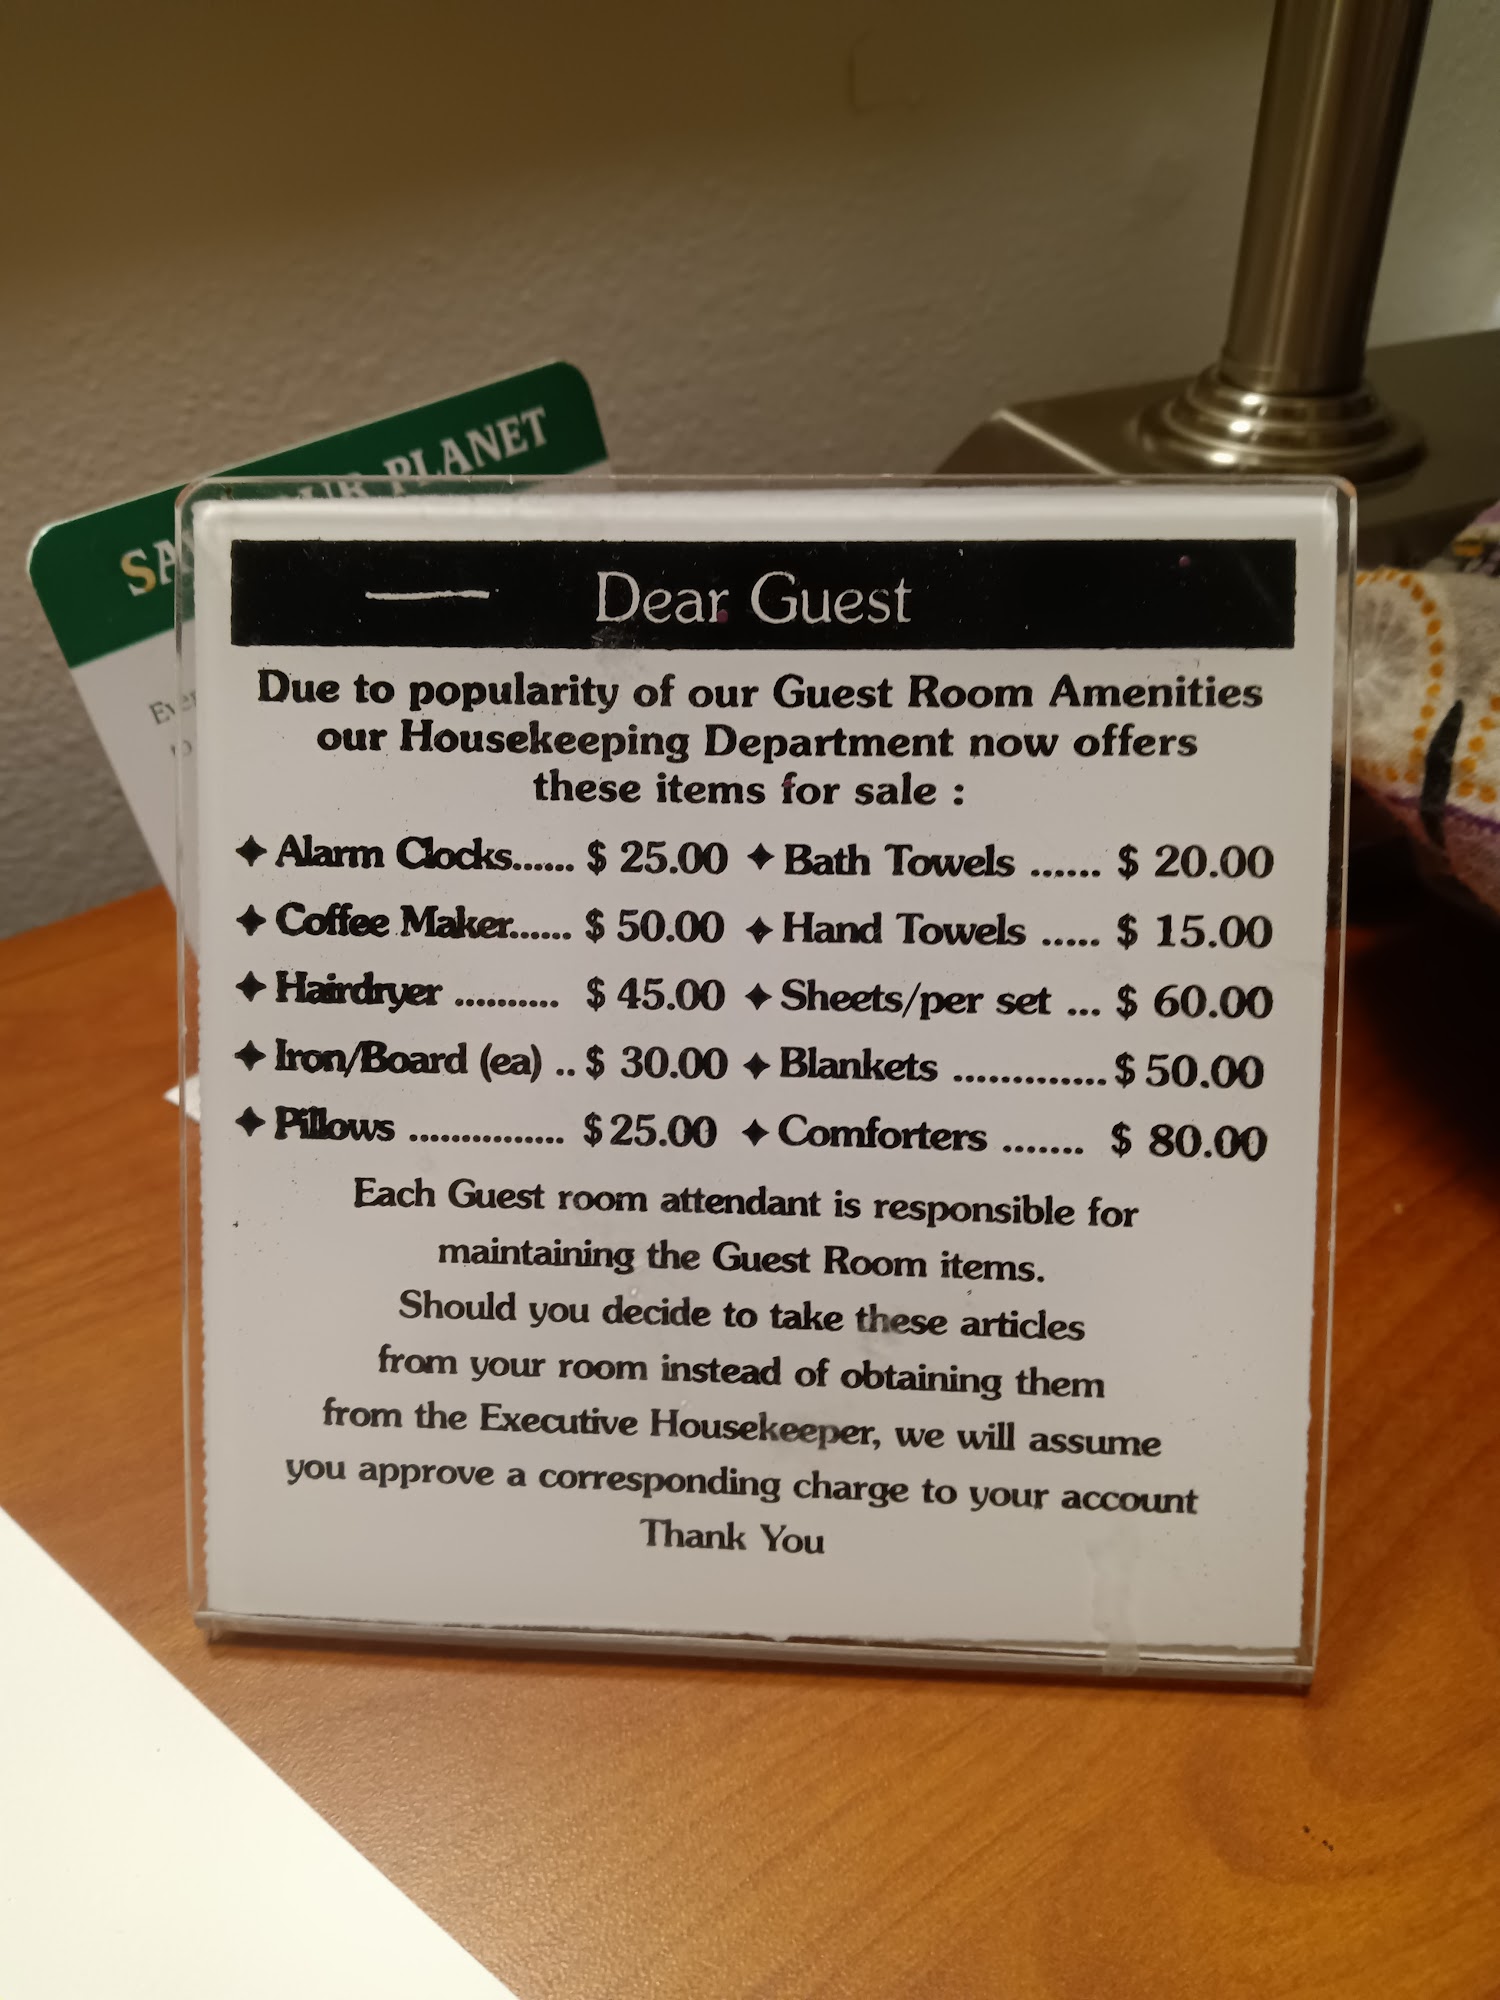 SA
UR PLANET
Dear Guest
Due to popularity of our Guest Room Amenities
our Housekeeping Department now offers
these items for sale :
✦ Alarm Clocks...... $ 25.00 ✦ Bath Towels ...... $ 20.00
✦ Coffee Maker...... $ 50.00 ✦ Hand Towels ..... $ 15.00
✦ Hairdryer .......... $ 45.00 ✦ Sheets/per set ... $ 60.00
✦ Iron/Board (ea) .. $ 30.00 ✦ Blankets ............. $ 50.00
✦ Pillows ............... $ 25.00 ✦ Comforters ....... $ 80.00
Each Guest room attendant is responsible for
maintaining the Guest Room items.
Should you decide to take these articles
from your room instead of obtaining them
from the Executive Housekeeper, we will assume
you approve a corresponding charge to your account
Thank You